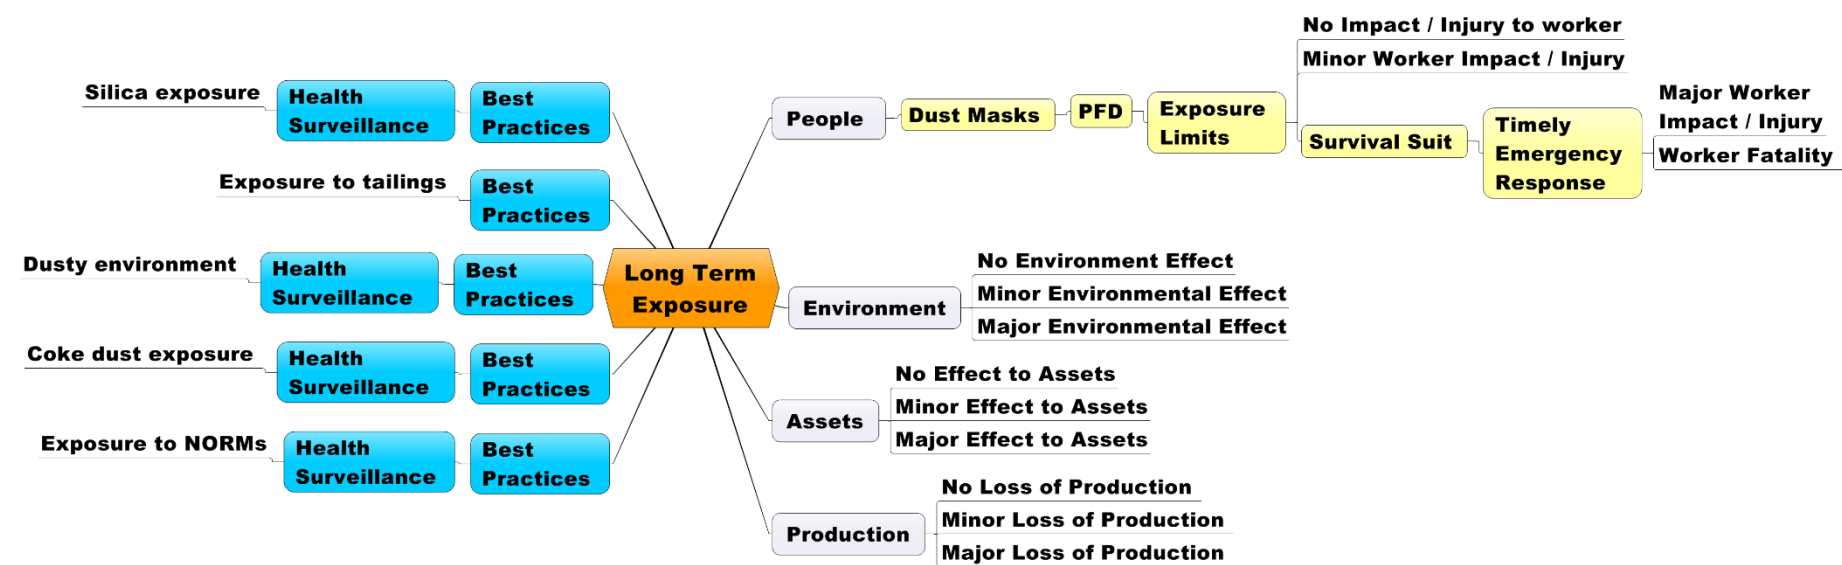 Silica exposure
Health
Surveillance
Best
Practices
Exposure to tailings
Best
Practices
Dusty environment
Health
Surveillance
Best
Practices
Coke dust exposure
Health
Surveillance
Best
Practices
Exposure to NORMs
Health
Surveillance
Best
Practices
Long Term
Exposure
People
Dust Masks
PFD
Exposure
Limits
No Impact / Injury to worker
Minor Worker Impact / Injury
Survival Suit
Timely
Emergency
Response
Major Worker
Impact / Injury
Worker Fatality
Environment
No Environment Effect
Minor Environmental Effect
Major Environmental Effect
Assets
No Effect to Assets
Minor Effect to Assets
Major Effect to Assets
Production
No Loss of Production
Minor Loss of Production
Major Loss of Production